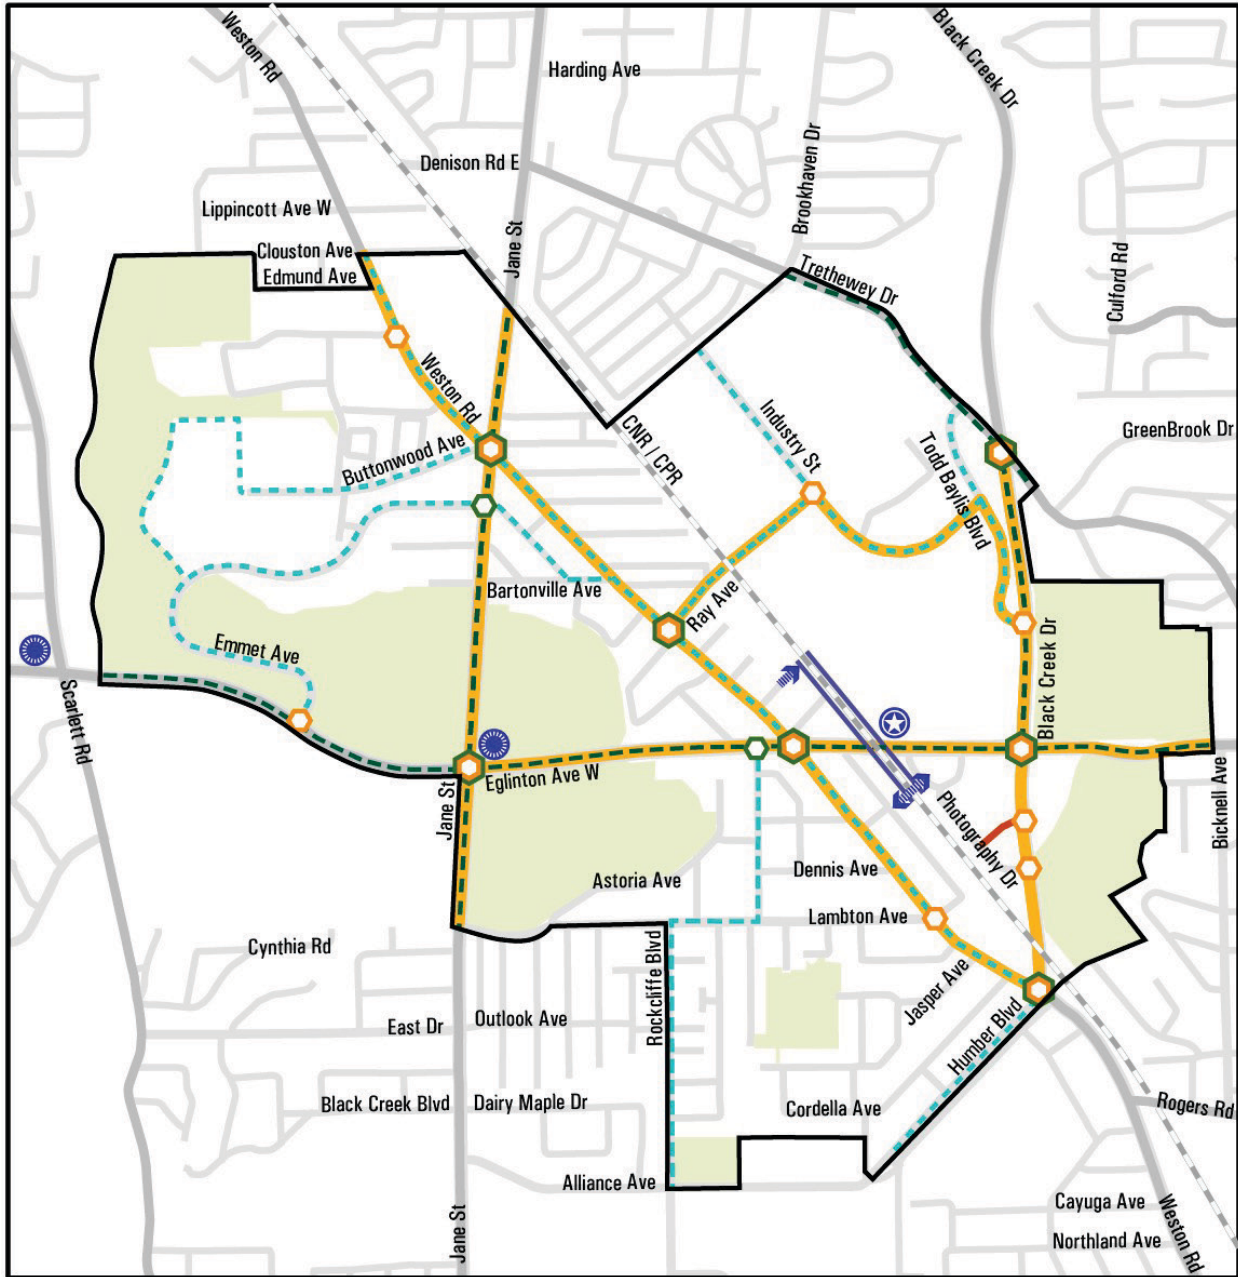 Weston Rd
Black Creek Dr
Harding Ave
Brookhaven Dr
Denison Rd E
Lippincott Ave W
Jane St
Clouston Ave
Edmund Ave
Trethewey Dr
Culford Rd
Weston Rd
Industry St
CNR / CPR
GreenBrook Dr
Buttonwood Ave
Todd Baylis Blvd
Bartonville Ave
Ray Ave
Emmet Ave
Black Creek Dr
Scarlett Rd
Eglinton Ave W
Jane St
Photography Dr
Bicknell Ave
Dennis Ave
Astoria Ave
Lambton Ave
Cynthia Rd
Rockcliffe Blvd
Jasper Ave
East Dr
Outlook Ave
Humber Blvd
Black Creek Blvd
Dairy Maple Dr
Cordella Ave
Rogers Rd
Alliance Ave
Jane St
Cayuga Ave
Weston Rd
Northland Ave